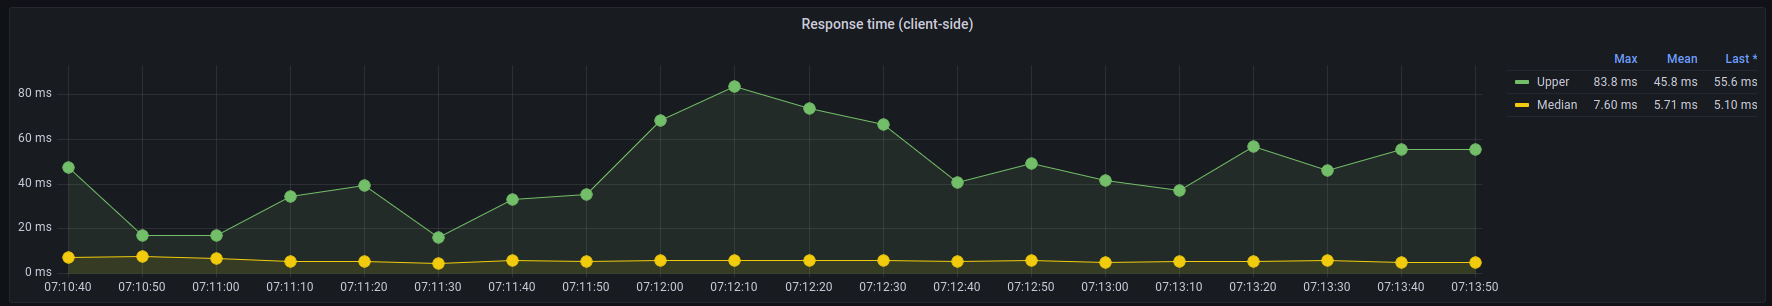 Response time (client-side)
Max Mean Last *
Upper 83.8 ms 45.8 ms 55.6 ms
Median 7.60 ms 5.71 ms 5.10 ms
80 ms
60 ms
40 ms
20 ms
0 ms
07:10:40 07:10:50 07:11:00 07:11:10 07:11:20 07:11:30 07:11:40 07:11:50 07:12:00 07:12:10 07:12:20 07:12:30 07:12:40 07:12:50 07:13:00 07:13:10 07:13:20 07:13:30 07:13:40 07:13:50